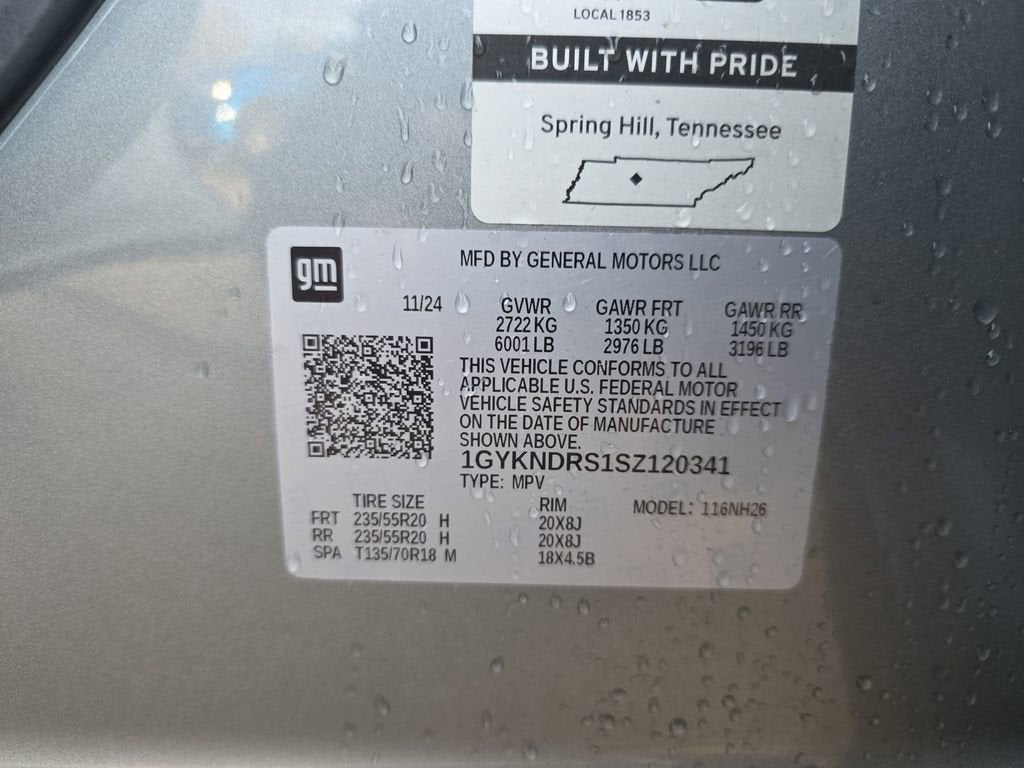 LOCAL 1853
BUILT WITH PRIDE
Spring Hill, Tennessee
gm
MFD BY GENERAL MOTORS LLC
11/24 GVWR GAWR FRT GAWR RR
2722 KG 1350 KG 1450 KG
6001 LB 2976 LB 3196 LB
THIS VEHICLE CONFORMS TO ALL
APPLICABLE U.S. FEDERAL MOTOR
VEHICLE SAFETY STANDARDS IN EFFECT
ON THE DATE OF MANUFACTURE
SHOWN ABOVE.
1GYKNDRS1SZ120341
TYPE: MPV
TIRE SIZE RIM MODEL: 116NH26
FRT 235/55R20 H 20X8J
RR 235/55R20 H 20X8J
SPA T135/70R18 M 18X4.5B